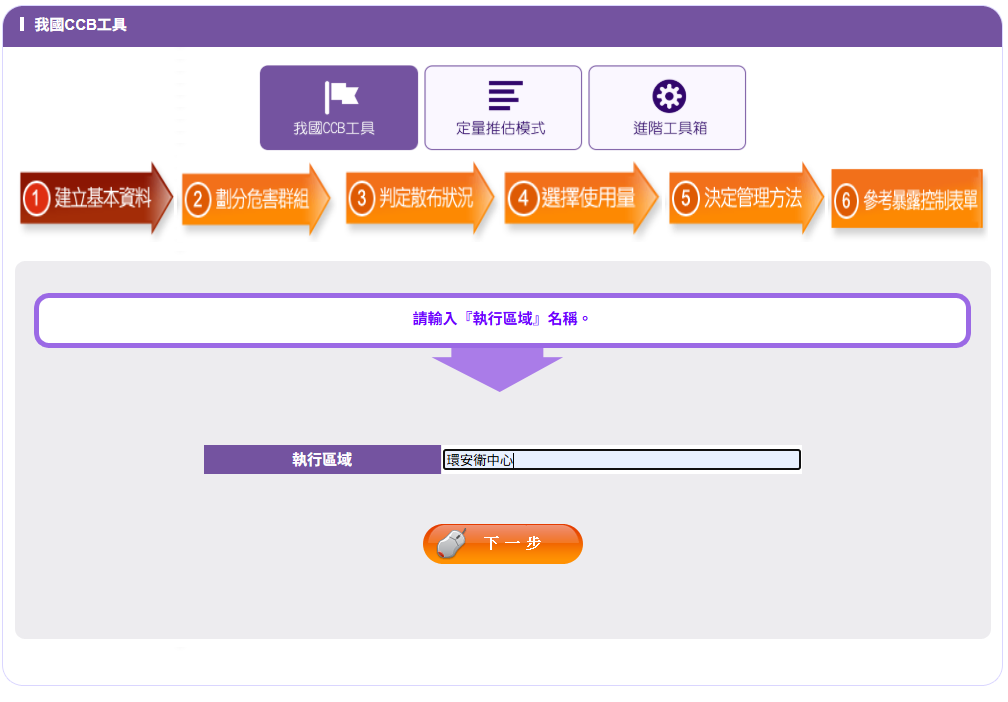 我國CCB工具
我國CCB工具
定量推估模式
進階工具箱
1 建立基本資料
2 劃分危害群組
3 判定散布狀況
4 選擇使用量
5 決定管理方法
6 參考暴露控制表單
請輸入『執行區域』名稱。
執行區域
環安衛中心
下一步